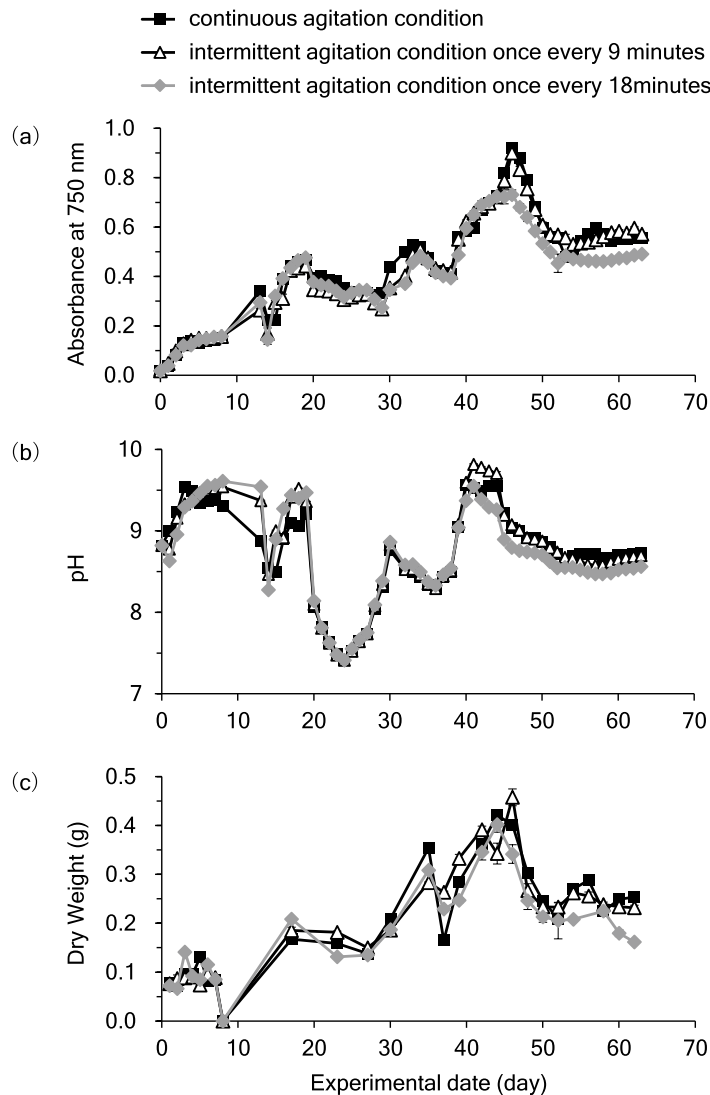 continuous agitation condition
intermittent agitation condition once every 9 minutes
intermittent agitation condition once every 18minutes
(a)
Absorbance at 750 nm
1.0
0.8
0.6
0.4
0.2
0.0
0 10 20 30 40 50 60 70
(b)
pH
10
9
8
7
0 10 20 30 40 50 60 70
(c)
Dry Weight (g)
0.5
0.4
0.3
0.2
0.1
0.0
0 10 20 30 40 50 60 70
Experimental date (day)